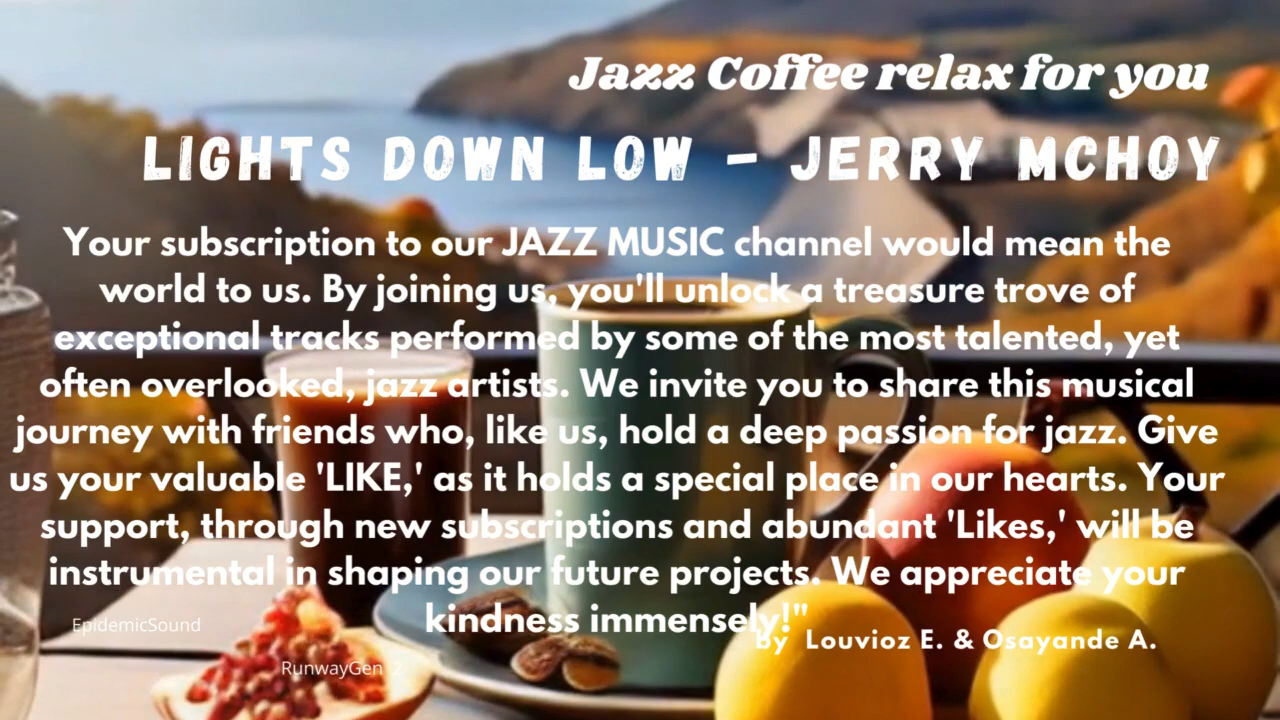 Jazz Coffee relax for you
LIGHTS DOWN LOW - JERRY MCHOY
Your subscription to our JAZZ MUSIC channel would mean the
world to us. By joining us, you'll unlock a treasure trove of
exceptional tracks performed by some of the most talented, yet
often overlooked, jazz artists. We invite you to share this musical
journey with friends who, like us, hold a deep passion for jazz. Give
us your valuable 'LIKE,' as it holds a special place in our hearts. Your
support, through new subscriptions and abundant 'Likes,' will be
instrumental in shaping our future projects. We appreciate your
kindness immensely!"
EpidemicSound
by Louvioz E. & Osayande A.
RunwayGen 2